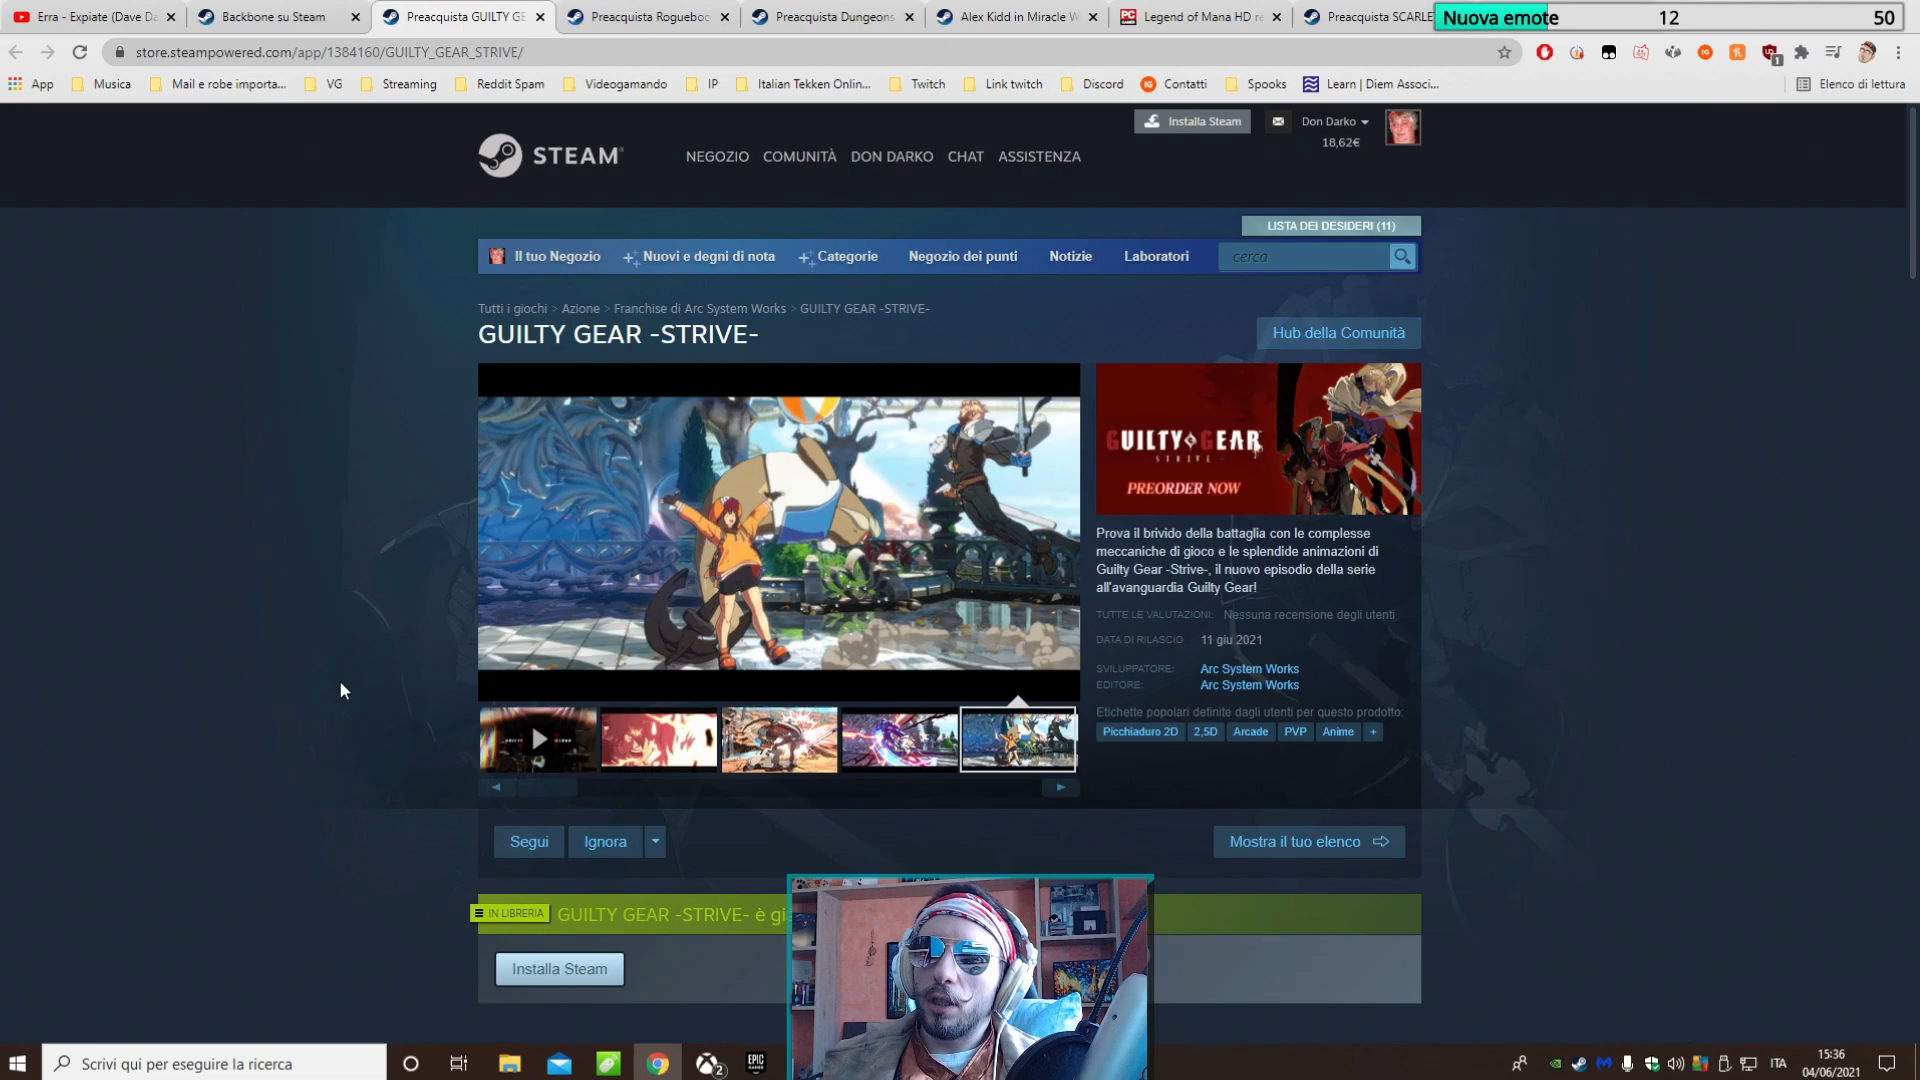 Erra - Expiate (Dave Da
Backbone su Steam
Preacquista GUILTY GE
Preacquista Rogueboo
Preacquista Dungeons
Alex Kidd in Miracle W
Legend of Mana HD re
Preacquista SCARLE
Nuova emote 12 50
store.steampowered.com/app/1384160/GUILTY_GEAR_STRIVE/
App
Musica
Mail e robe importa...
VG
Streaming
Reddit Spam
Videogamando
IP
Italian Tekken Onlin...
Twitch
Link twitch
Discord
Contatti
Spooks
Learn | Diem Associ...
Elenco di lettura
Installa Steam
Don Darko
18,62€
STEAM
NEGOZIO COMUNITÀ DON DARKO CHAT ASSISTENZA
LISTA DEI DESIDERI (11)
Il tuo Negozio
Nuovi e degni di nota
Categorie
Negozio dei punti
Notizie
Laboratori
cerca
Tutti i giochi > Azione > Franchise di Arc System Works > GUILTY GEAR -STRIVE-
GUILTY GEAR -STRIVE-
Hub della Comunità
GUILTY GEAR
STRIVE
PREORDER NOW
Prova il brivido della battaglia con le complesse
meccaniche di gioco e le splendide animazioni di
Guilty Gear -Strive-, il nuovo episodio della serie
all'avanguardia Guilty Gear!
TUTTE LE VALUTAZIONI: Nessuna recensione degli utenti
DATA DI RILASCIO 11 giu 2021
SVILUPPATORE: Arc System Works
EDITORE: Arc System Works
Etichette popolari definite dagli utenti per questo prodotto:
Picchiaduro 2D 2,5D Arcade PVP Anime +
Segui
Ignora
Mostra il tuo elenco
IN LIBRERIA
GUILTY GEAR -STRIVE- è gi
Installa Steam
Scrivi qui per eseguire la ricerca
2
EPIC
GAMES
ITA
15:36
04/06/2021